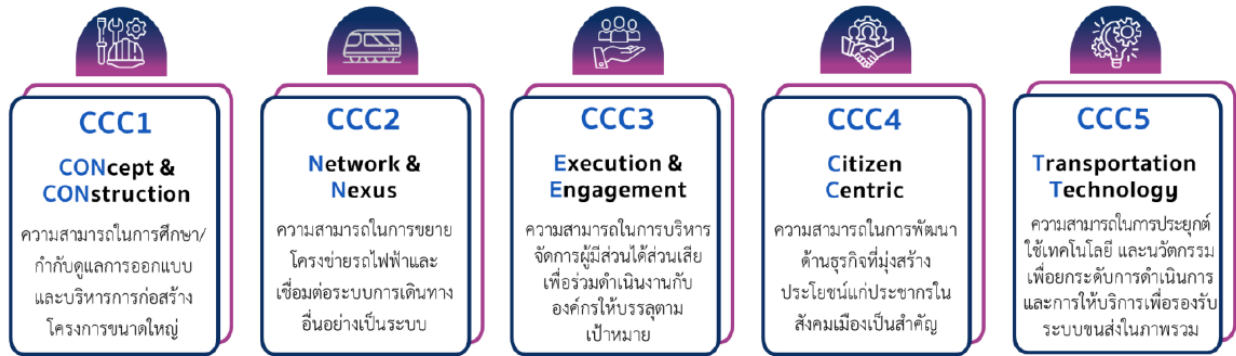 CCC1
CONcept &
CONstruction
ความสามารถในการศึกษา/
กำกับดูแลการออกแบบ
และบริหารการก่อสร้าง
โครงการขนาดใหญ่
CCC2
Network &
Nexus
ความสามารถในการขยาย
โครงข่ายรถไฟฟ้าและ
เชื่อมต่อระบบการเดินทาง
อื่นอย่างเป็นระบบ
CCC3
Execution &
Engagement
ความสามารถในการบริหาร
จัดการผู้มีส่วนได้ส่วนเสีย
เพื่อร่วมดำเนินงานกับ
องค์กรให้บรรลุตาม
เป้าหมาย
CCC4
Citizen
Centric
ความสามารถในการพัฒนา
ด้านธุรกิจที่มุ่งสร้าง
ประโยชน์แก่ประชากรใน
สังคมเมืองเป็นสำคัญ
CCC5
Transportation
Technology
ความสามารถในการประยุกต์
ใช้เทคโนโลยี และนวัตกรรม
เพื่อยกระดับการดำเนินการ
และการให้บริการเพื่อรองรับ
ระบบขนส่งในภาพรวม